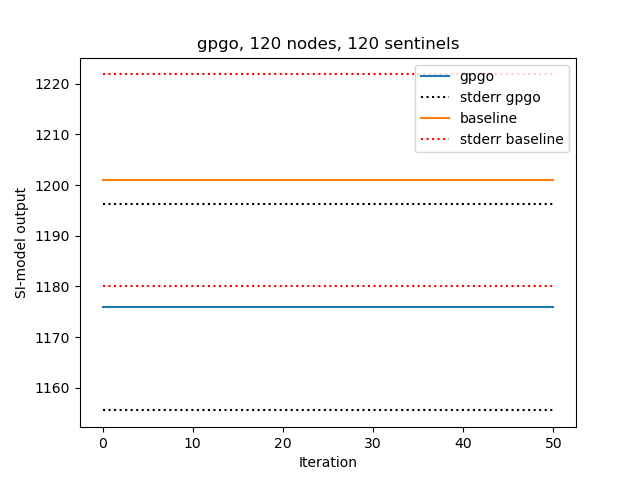 gpgo, 120 nodes, 120 sentinels
gpgo
stderr gpgo
baseline
stderr baseline
SI-model output
1220
1210
1200
1190
1180
1170
1160
0 10 20 30 40 50
Iteration